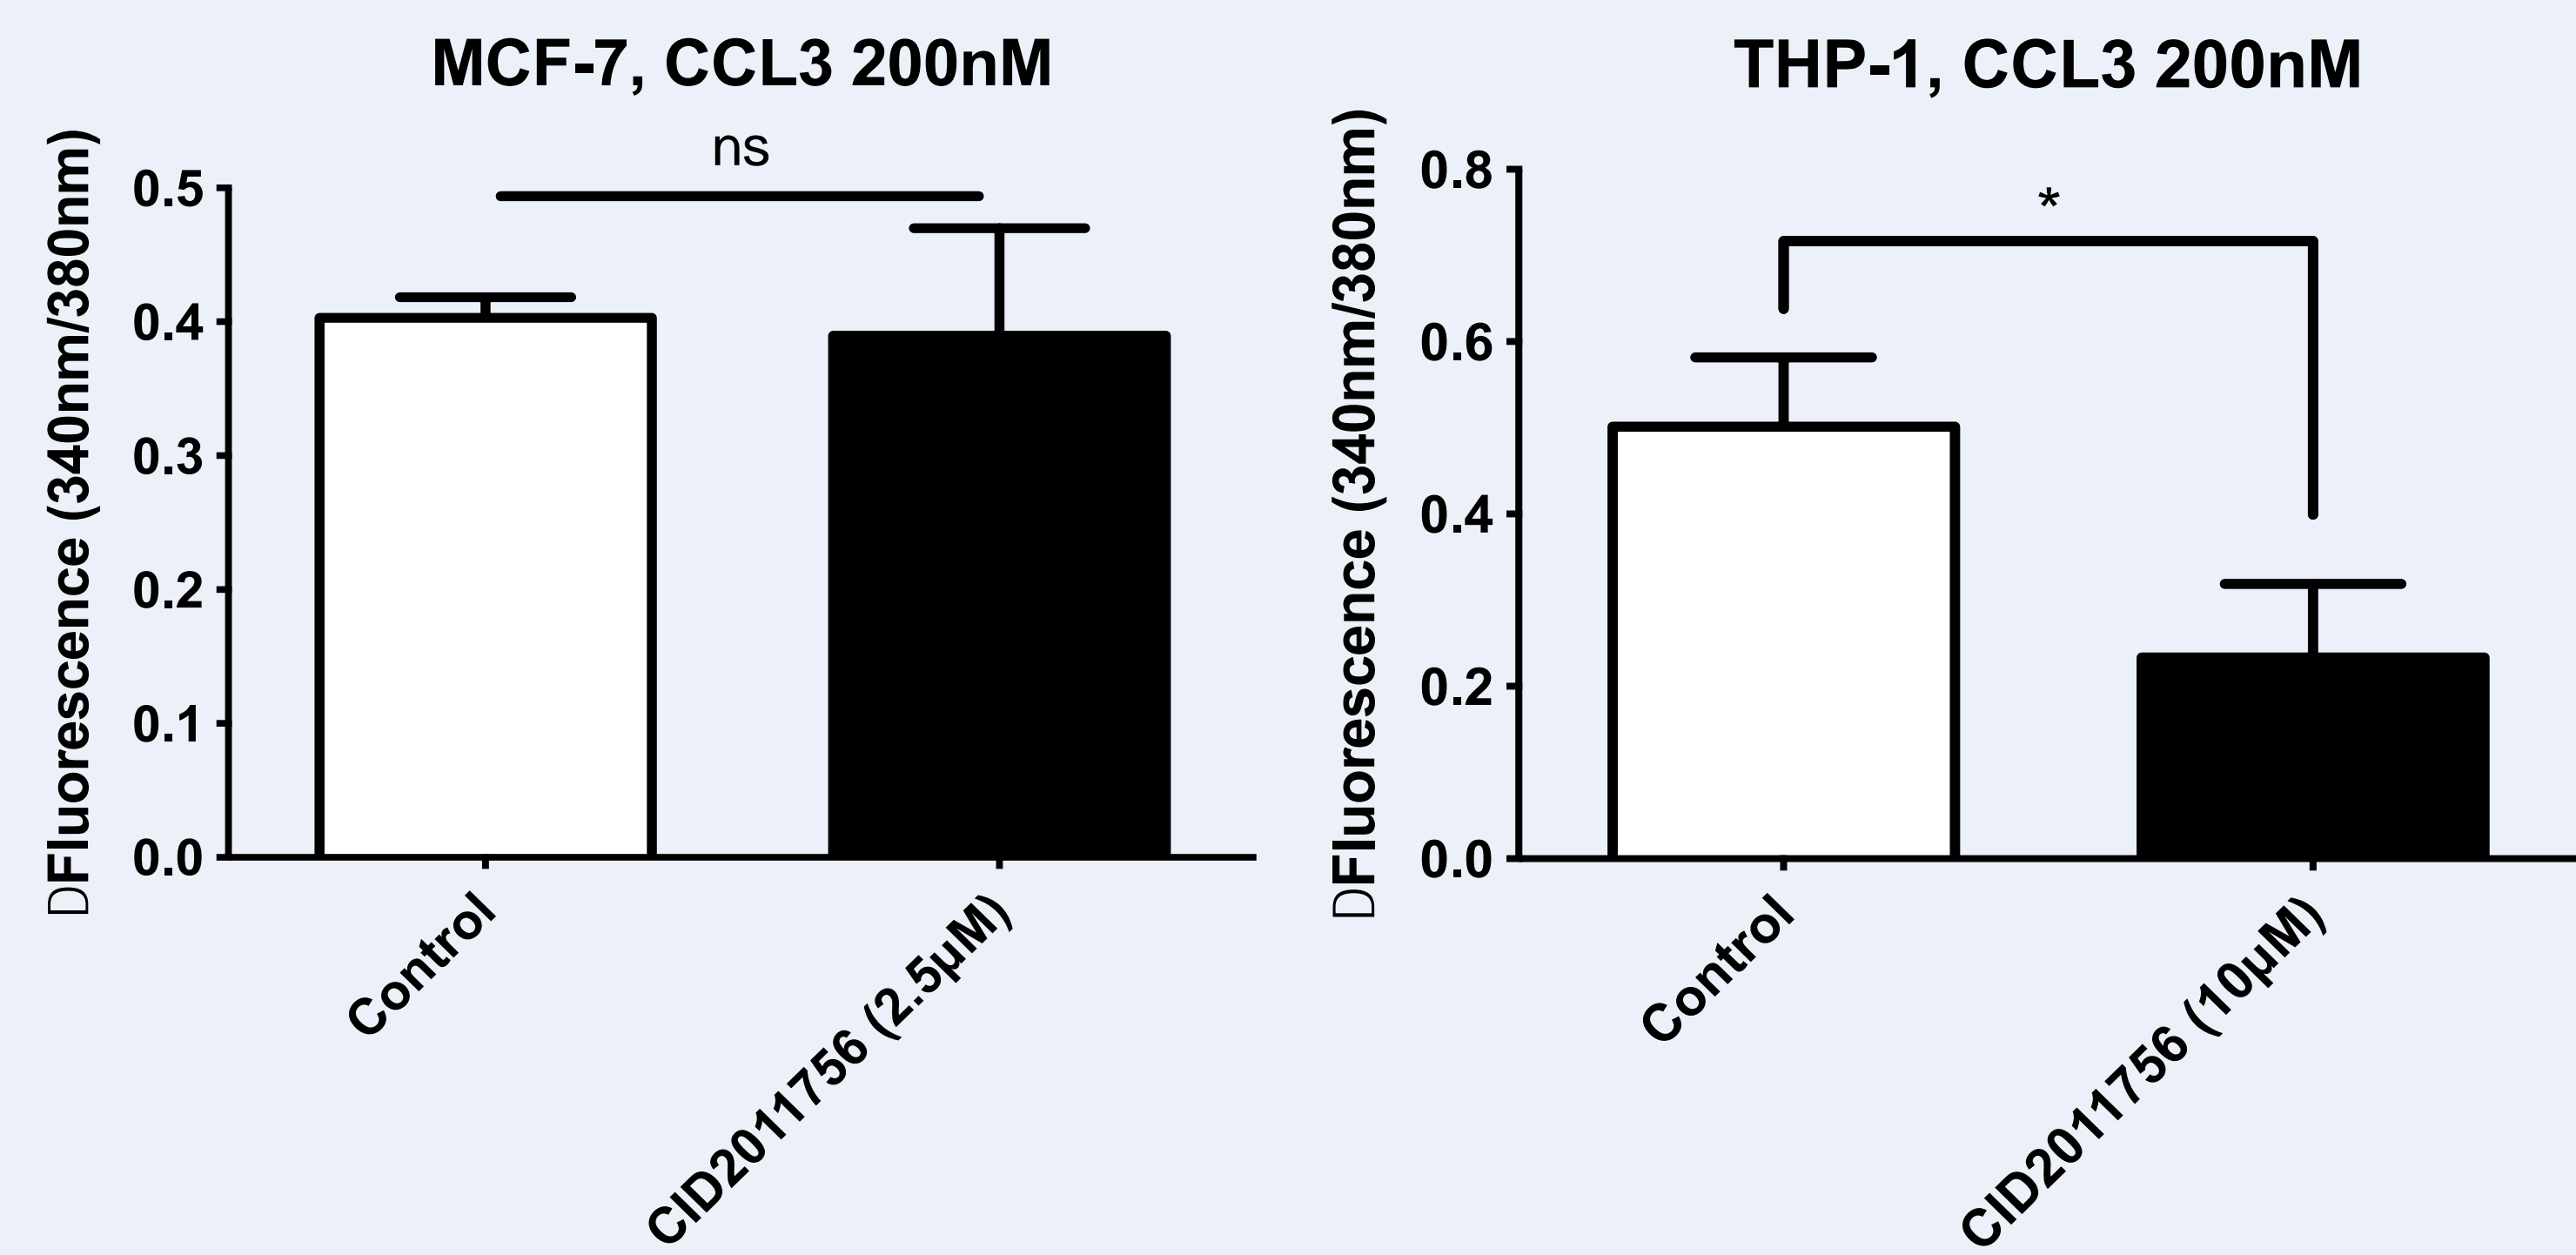 MCF-7, CCL3 200nM
ns
DFluorescence (340nm/380nm)
0.5
0.4
0.3
0.2
0.1
0.0
Control
CID2011756 (2.5µM)
THP-1, CCL3 200nM
*
DFluorescence (340nm/380nm)
0.8
0.6
0.4
0.2
0.0
Control
CID2011756 (10µM)